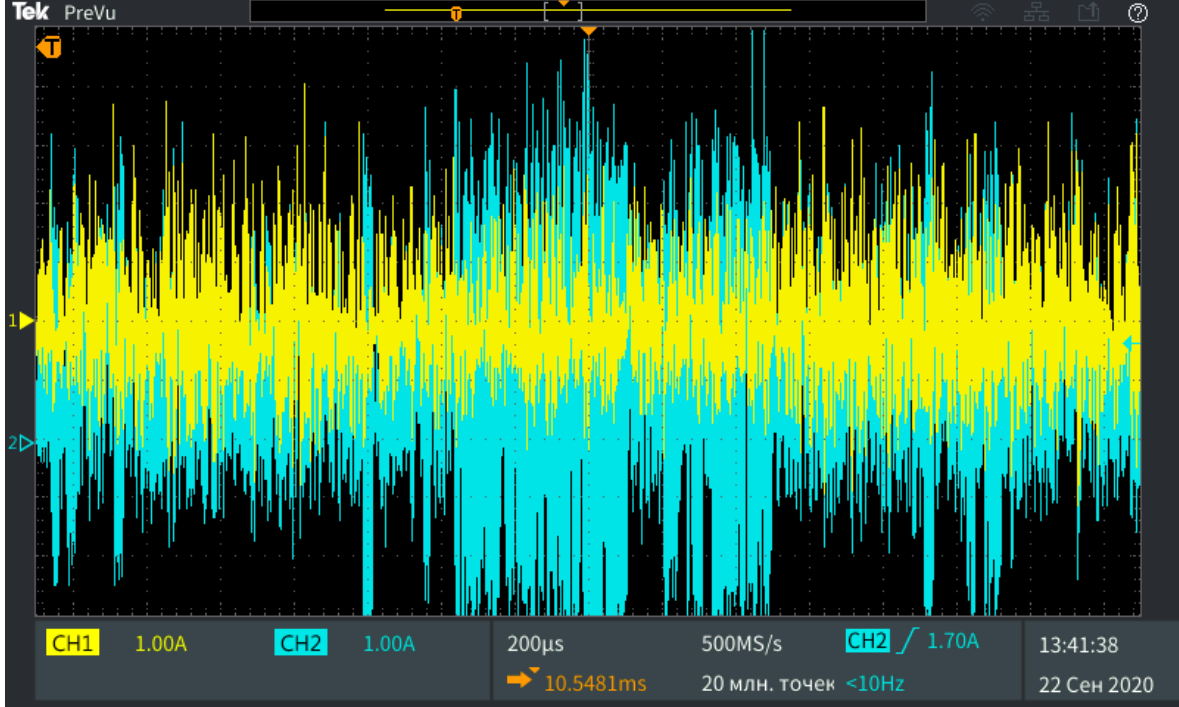 Tek PreVu
T
T
1
2
CH1 1.00A CH2 1.00A 200µs 500MS/s CH2 1.70A 13:41:38
10.5481ms 20 млн. точек <10Hz 22 Сен 2020